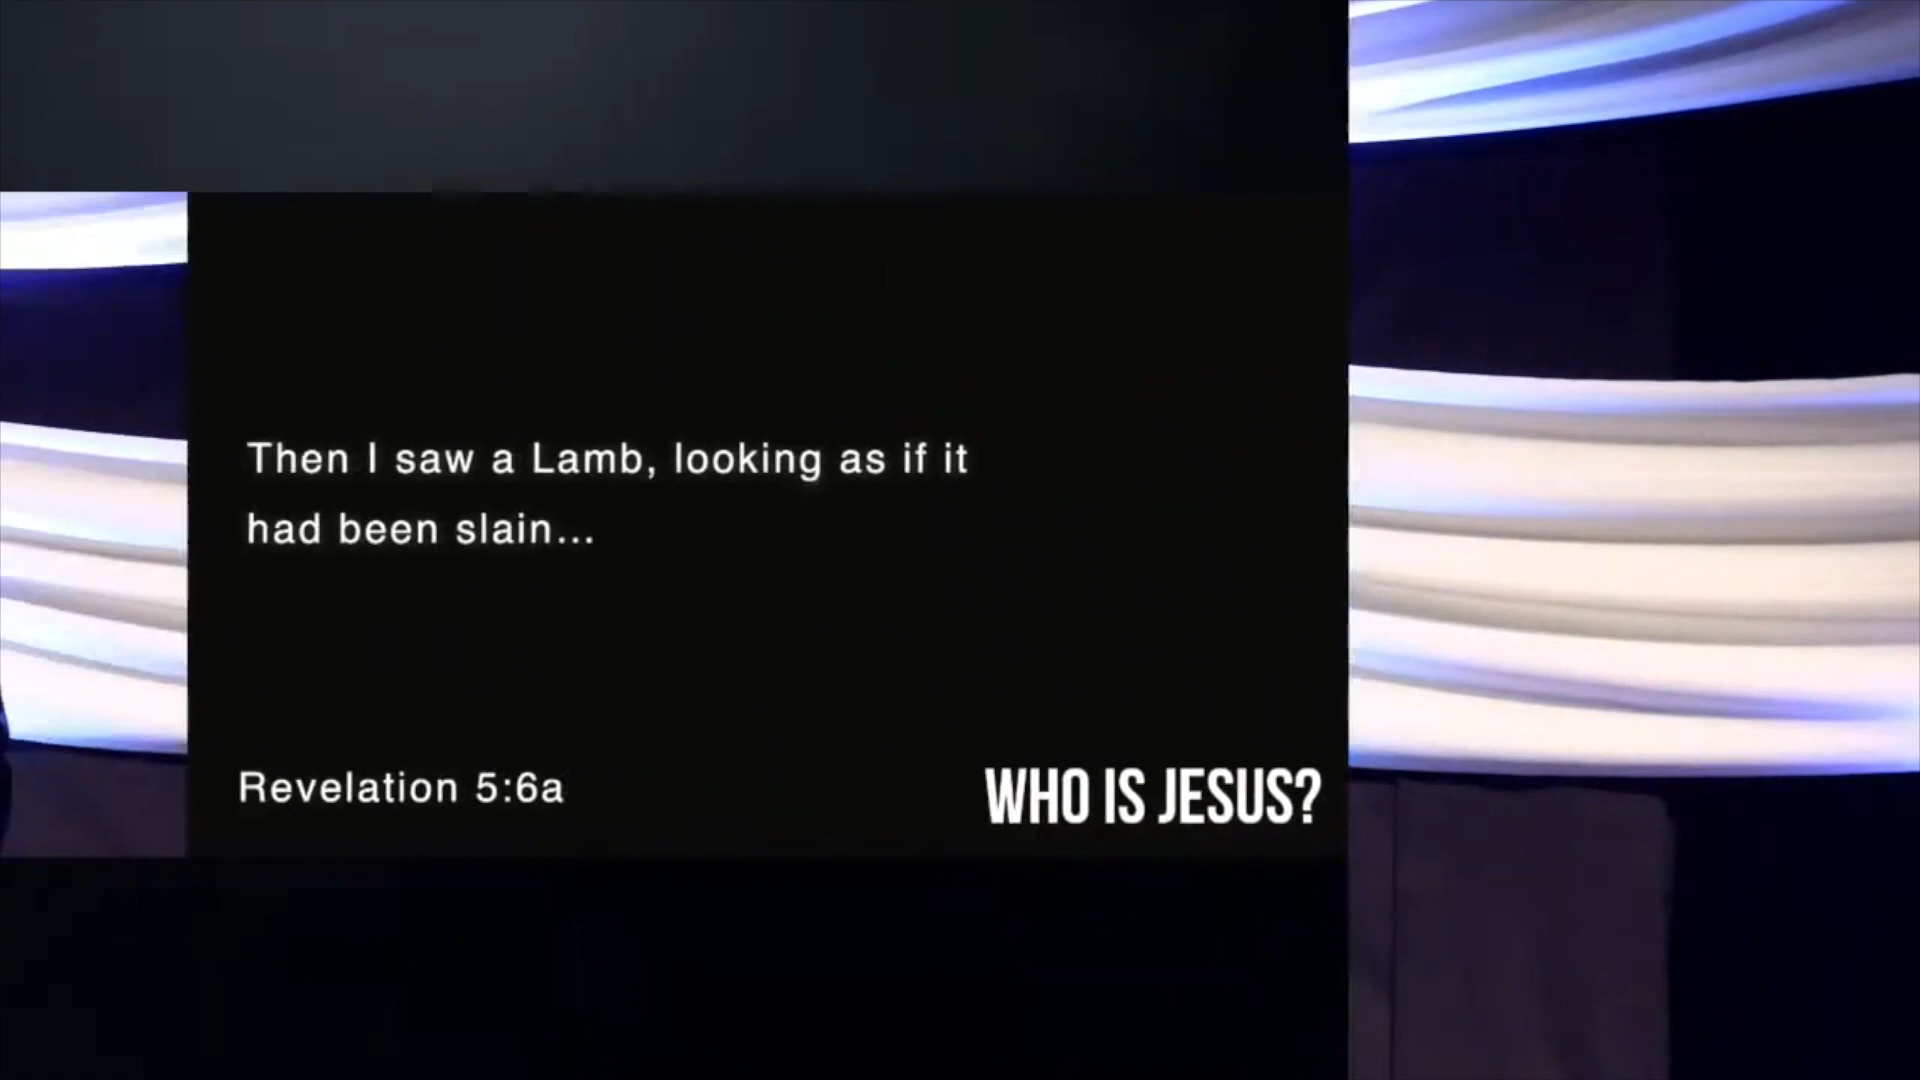 Then I saw a Lamb, looking as if it
had been slain...
Revelation 5:6a
WHO IS JESUS?